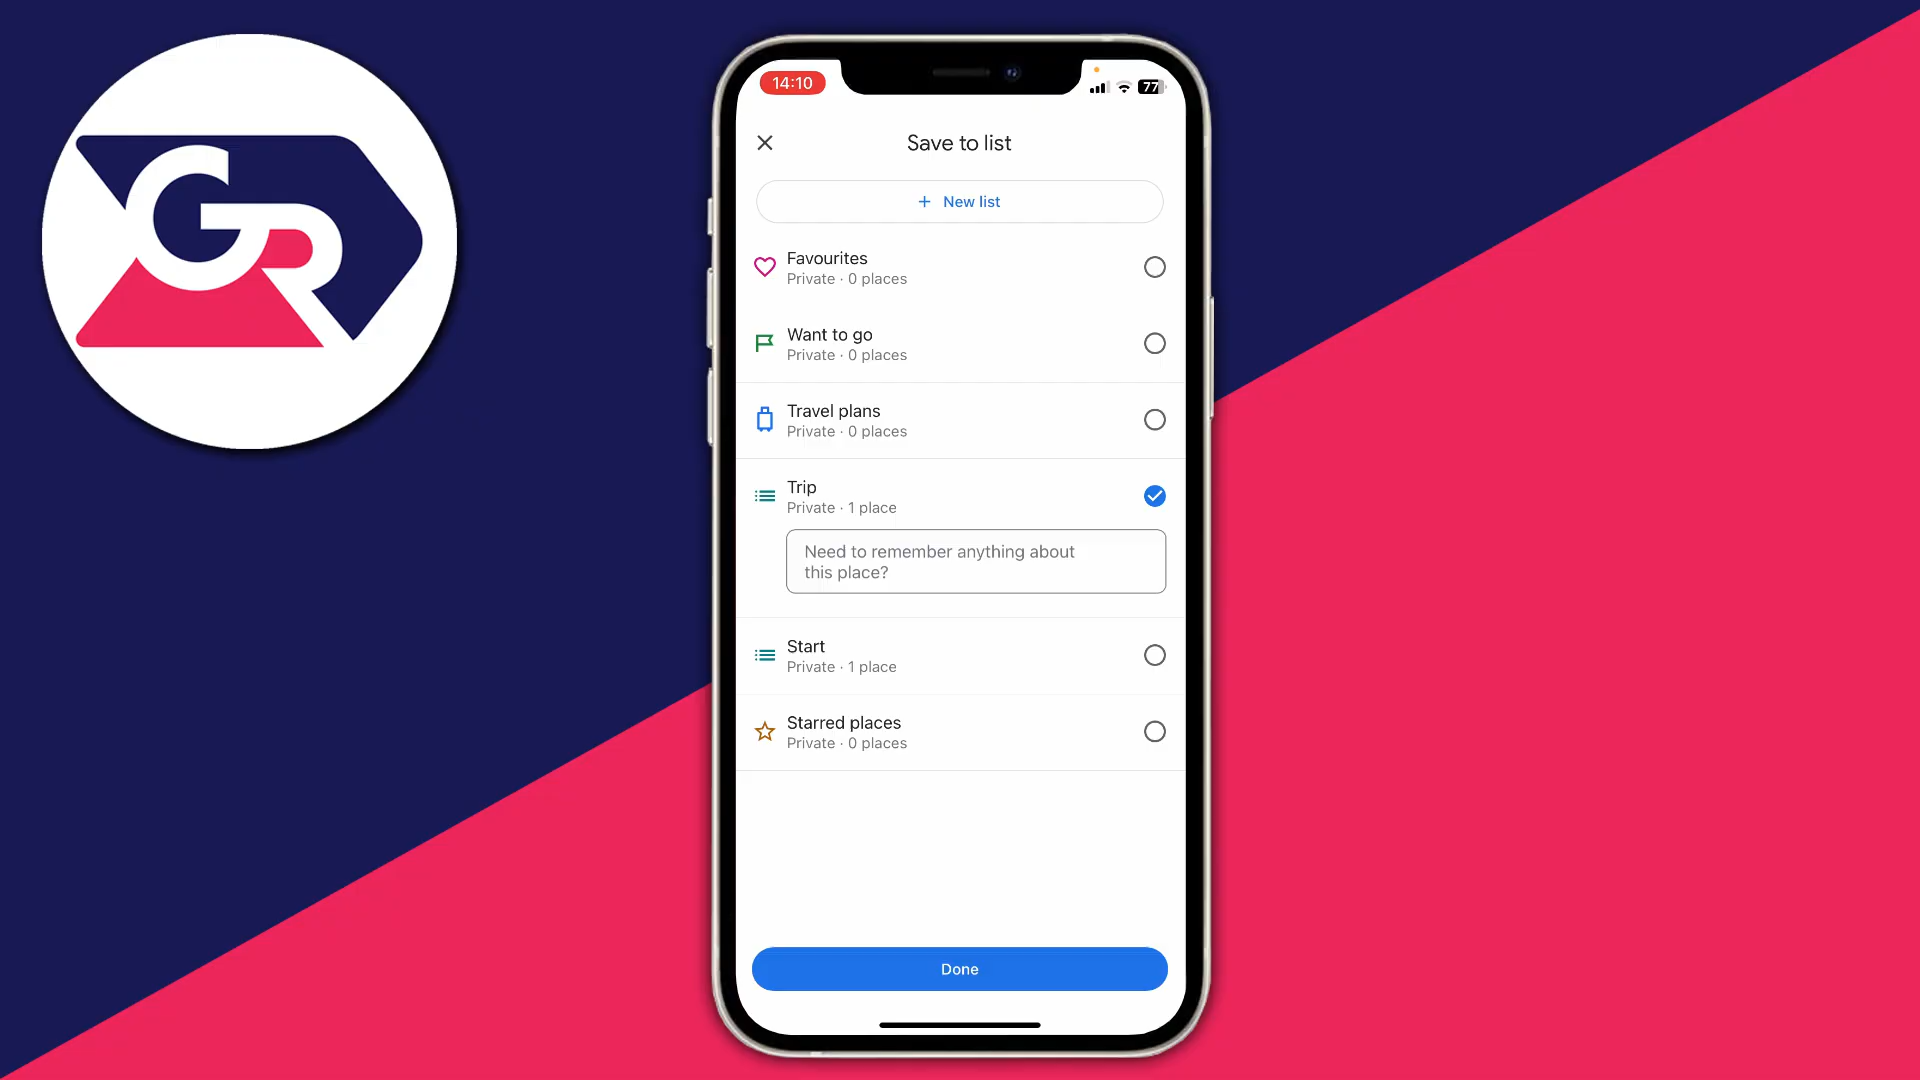 GR
14:10
77
Save to list
+ New list
Favourites
Private · 0 places
Want to go
Private · 0 places
Travel plans
Private · 0 places
Trip
Private · 1 place
Need to remember anything about
this place?
Start
Private · 1 place
Starred places
Private · 0 places
Done